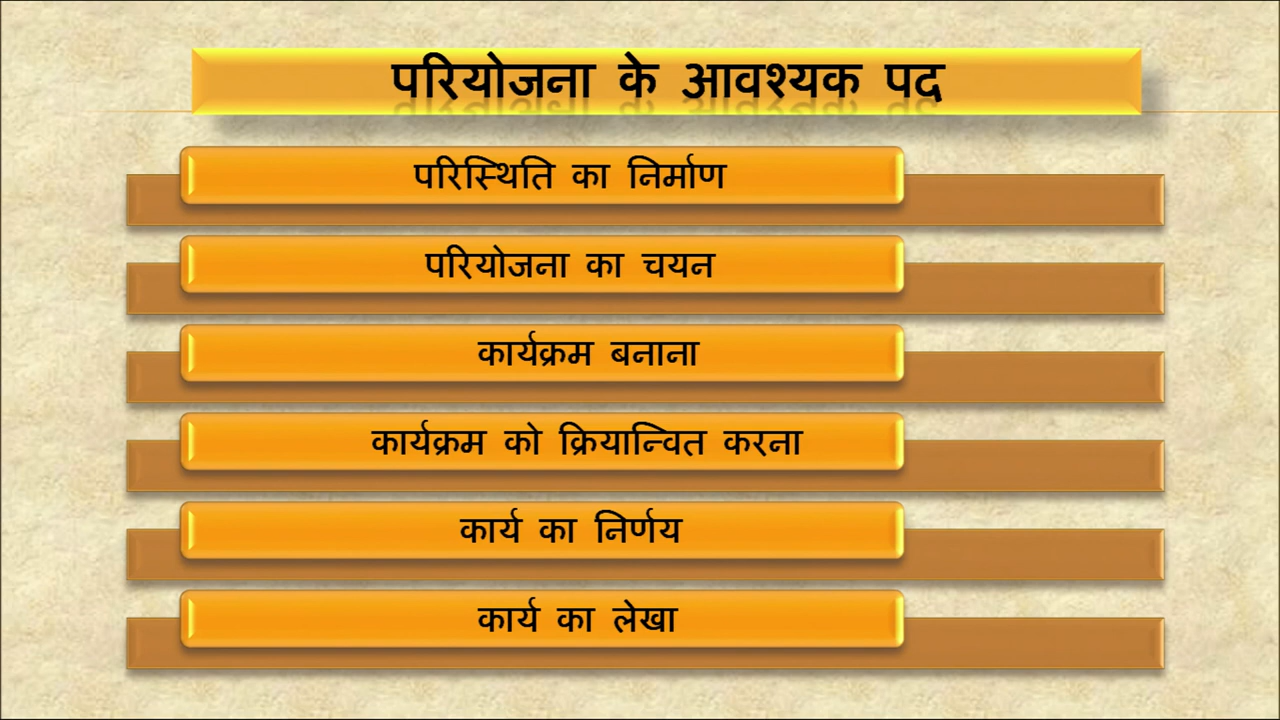 परियोजना के आवश्यक पद
परिस्थिति का निर्माण
परियोजना का चयन
कार्यक्रम बनाना
कार्यक्रम को क्रियान्वित करना
कार्य का निर्णय
कार्य का लेखा